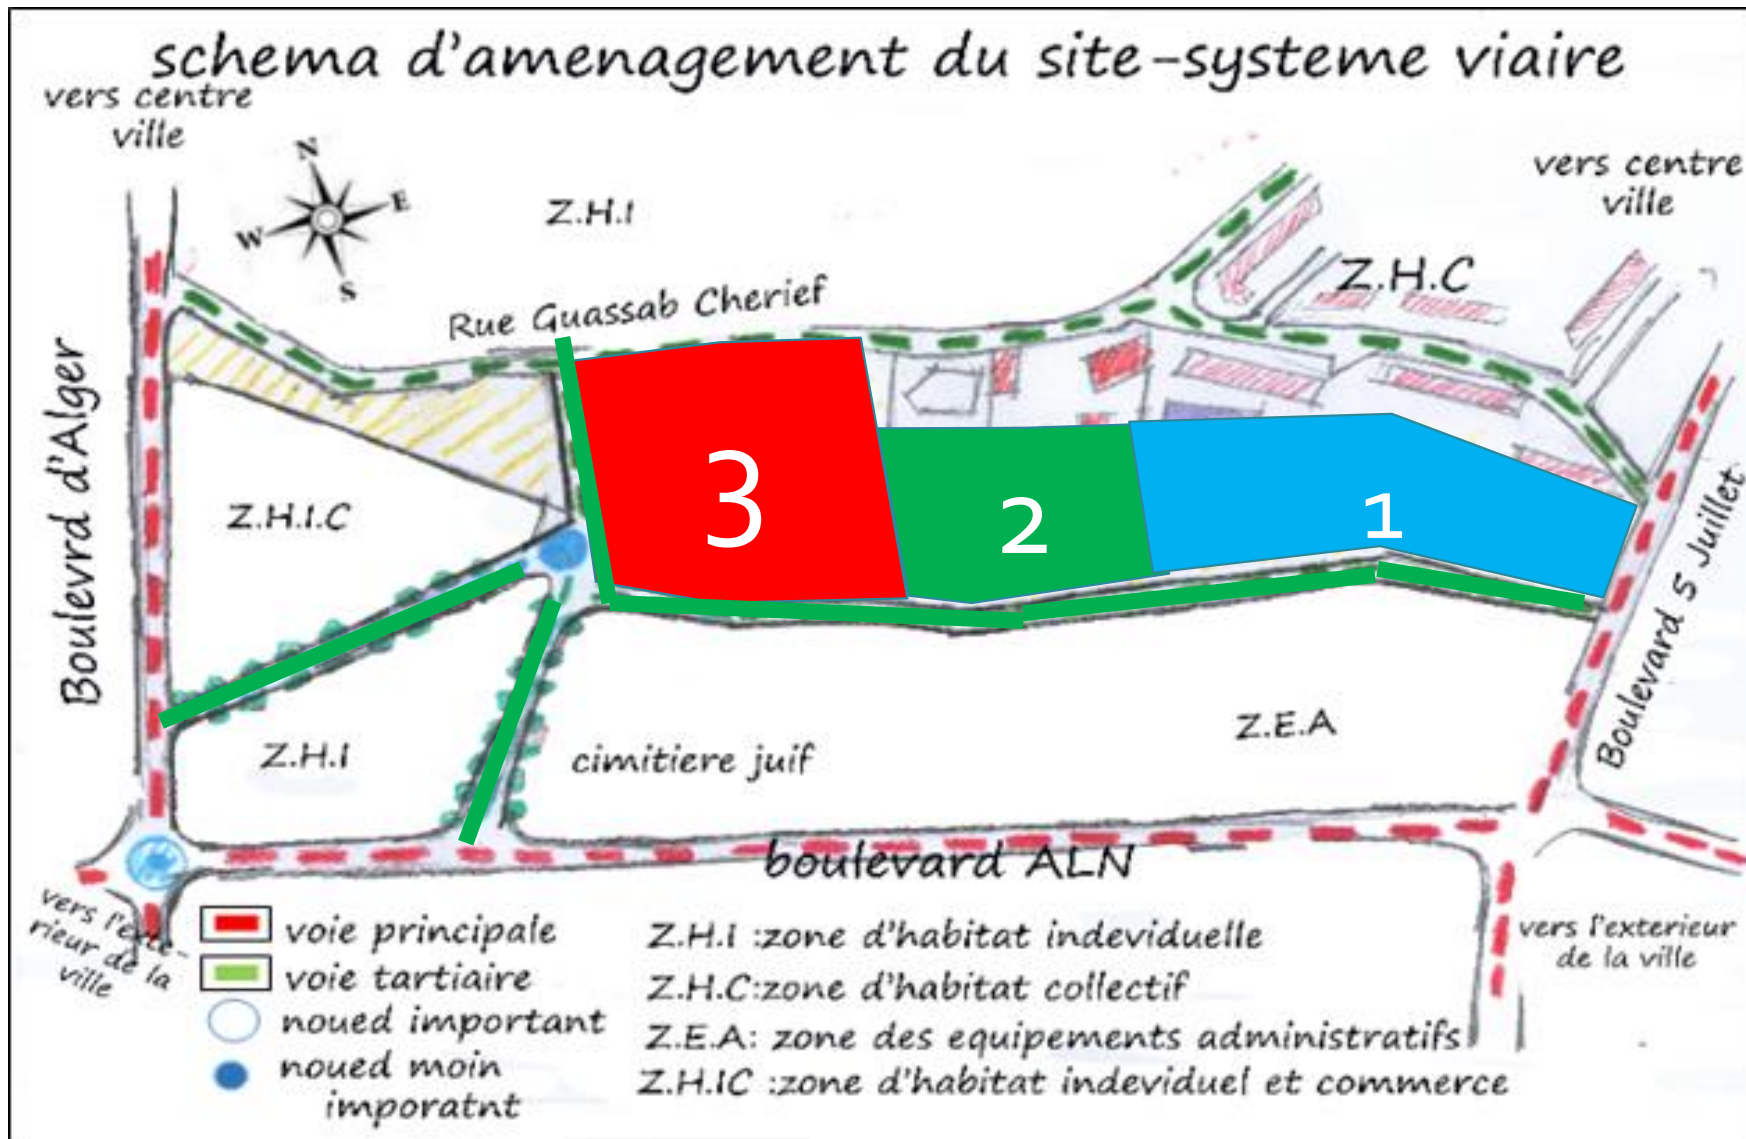 schema d'amenagement du site-systeme viaire
vers centre
ville
N
E
W
S
Z.H.I
vers centre
ville
Z.H.C
Rue Guassab Cherief
Boulevrd d'Alger
Z.H.I.C
3
2
1
Boulevard 5 Juillet
Z.H.I
cimitiere juif
Z.E.A
boulevard ALN
vers l'exte-
rieur de la
ville
voie principale
voie tartiaire
noued important
noued moin
imporatnt
Z.H.I :zone d'habitat indeviduelle
Z.H.C:zone d'habitat collectif
Z.E.A: zone des equipements administratifs
Z.H.IC :zone d'habitat indeviduel et commerce
vers l'exterieur
de la ville